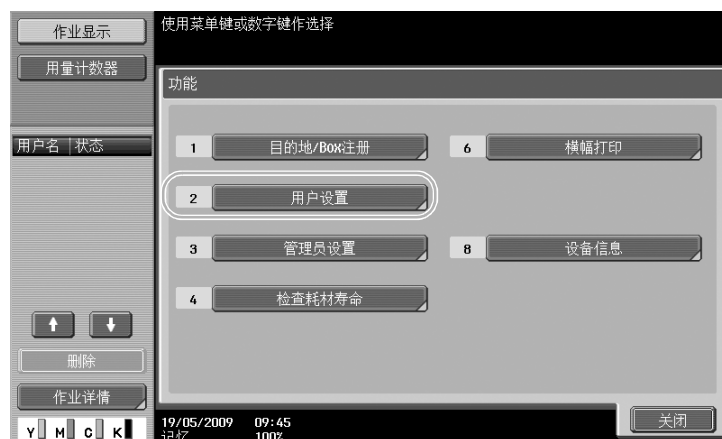 作业显示
使用菜单键或数字键作选择
用量计数器
功能
用户名 状态
1 目的地/Box注册
6 横幅打印
2 用户设置
3 管理员设置
8 设备信息
4 检查耗材寿命
删除
作业详情
关闭
19/05/2009 09:45
记忆 100%
Y M C K